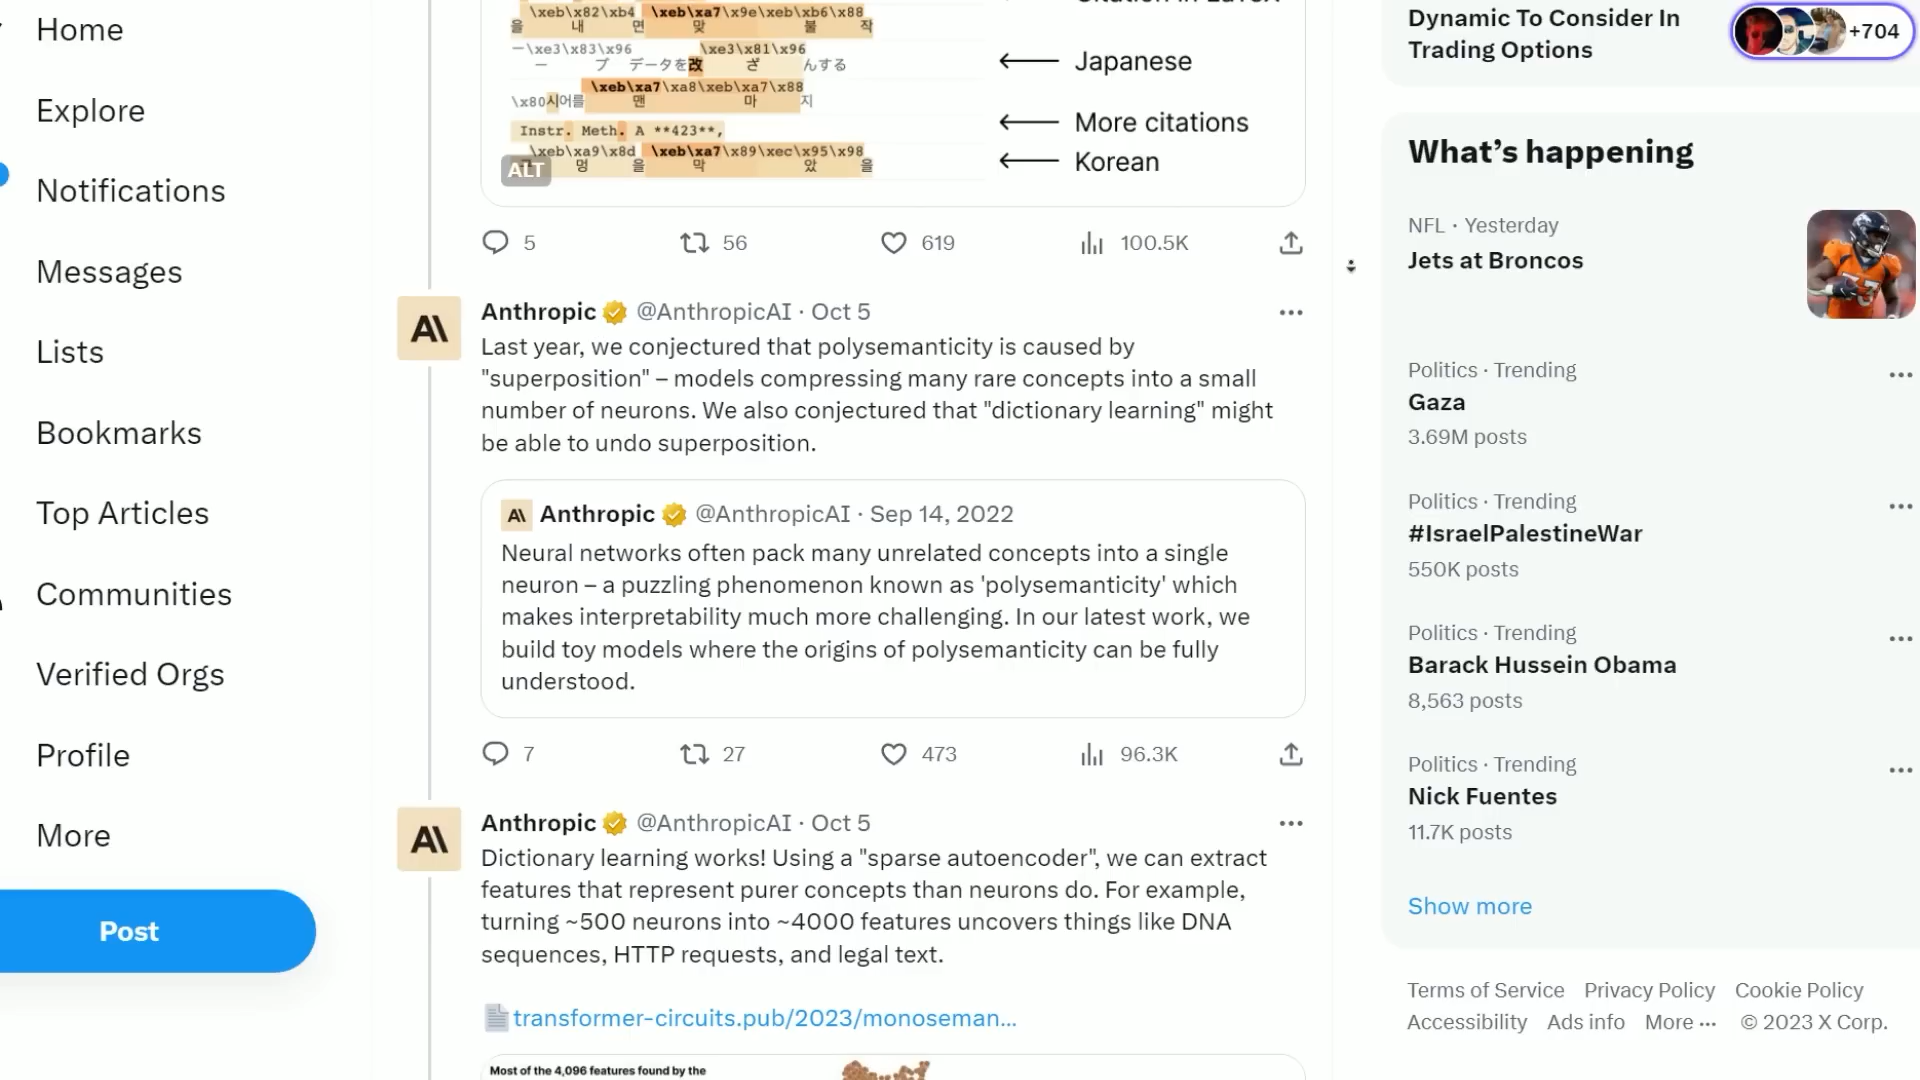 Home
Explore
Notifications
Messages
Lists
Bookmarks
Top Articles
Communities
Verified Orgs
Profile
More
Post
\xeb\x82\xb4 \xeb\xa7\x9e\xeb\xb6\x88
을 내 면 맞 불 작
—\xe3\x83\x96 \xe3\x81\x96
ー プ データを改 ざ んする
\xeb\xa7\xa8\xeb\xa7\x88
\x80시어를 맨 마 지
Instr. Meth. A **423**,
\xeb\xa9\x8d \xeb\xa7\x89\xec\x95\x98
멍 을 막 았 을
ALT
Japanese
More citations
Korean
5 56 619 100.5K
Anthropic @AnthropicAI · Oct 5
Last year, we conjectured that polysemanticity is caused by
"superposition" – models compressing many rare concepts into a small
number of neurons. We also conjectured that "dictionary learning" might
be able to undo superposition.
Anthropic @AnthropicAI · Sep 14, 2022
Neural networks often pack many unrelated concepts into a single
neuron – a puzzling phenomenon known as 'polysemanticity' which
makes interpretability much more challenging. In our latest work, we
build toy models where the origins of polysemanticity can be fully
understood.
7 27 473 96.3K
Anthropic @AnthropicAI · Oct 5
Dictionary learning works! Using a "sparse autoencoder", we can extract
features that represent purer concepts than neurons do. For example,
turning ~500 neurons into ~4000 features uncovers things like DNA
sequences, HTTP requests, and legal text.
transformer-circuits.pub/2023/monoseman...
Most of the 4,096 features found by the
Dynamic To Consider In
Trading Options
+704
What's happening
NFL · Yesterday
Jets at Broncos
Politics · Trending
Gaza
3.69M posts
Politics · Trending
#IsraelPalestineWar
550K posts
Politics · Trending
Barack Hussein Obama
8,563 posts
Politics · Trending
Nick Fuentes
11.7K posts
Show more
Terms of Service Privacy Policy Cookie Policy
Accessibility Ads info More ··· © 2023 X Corp.